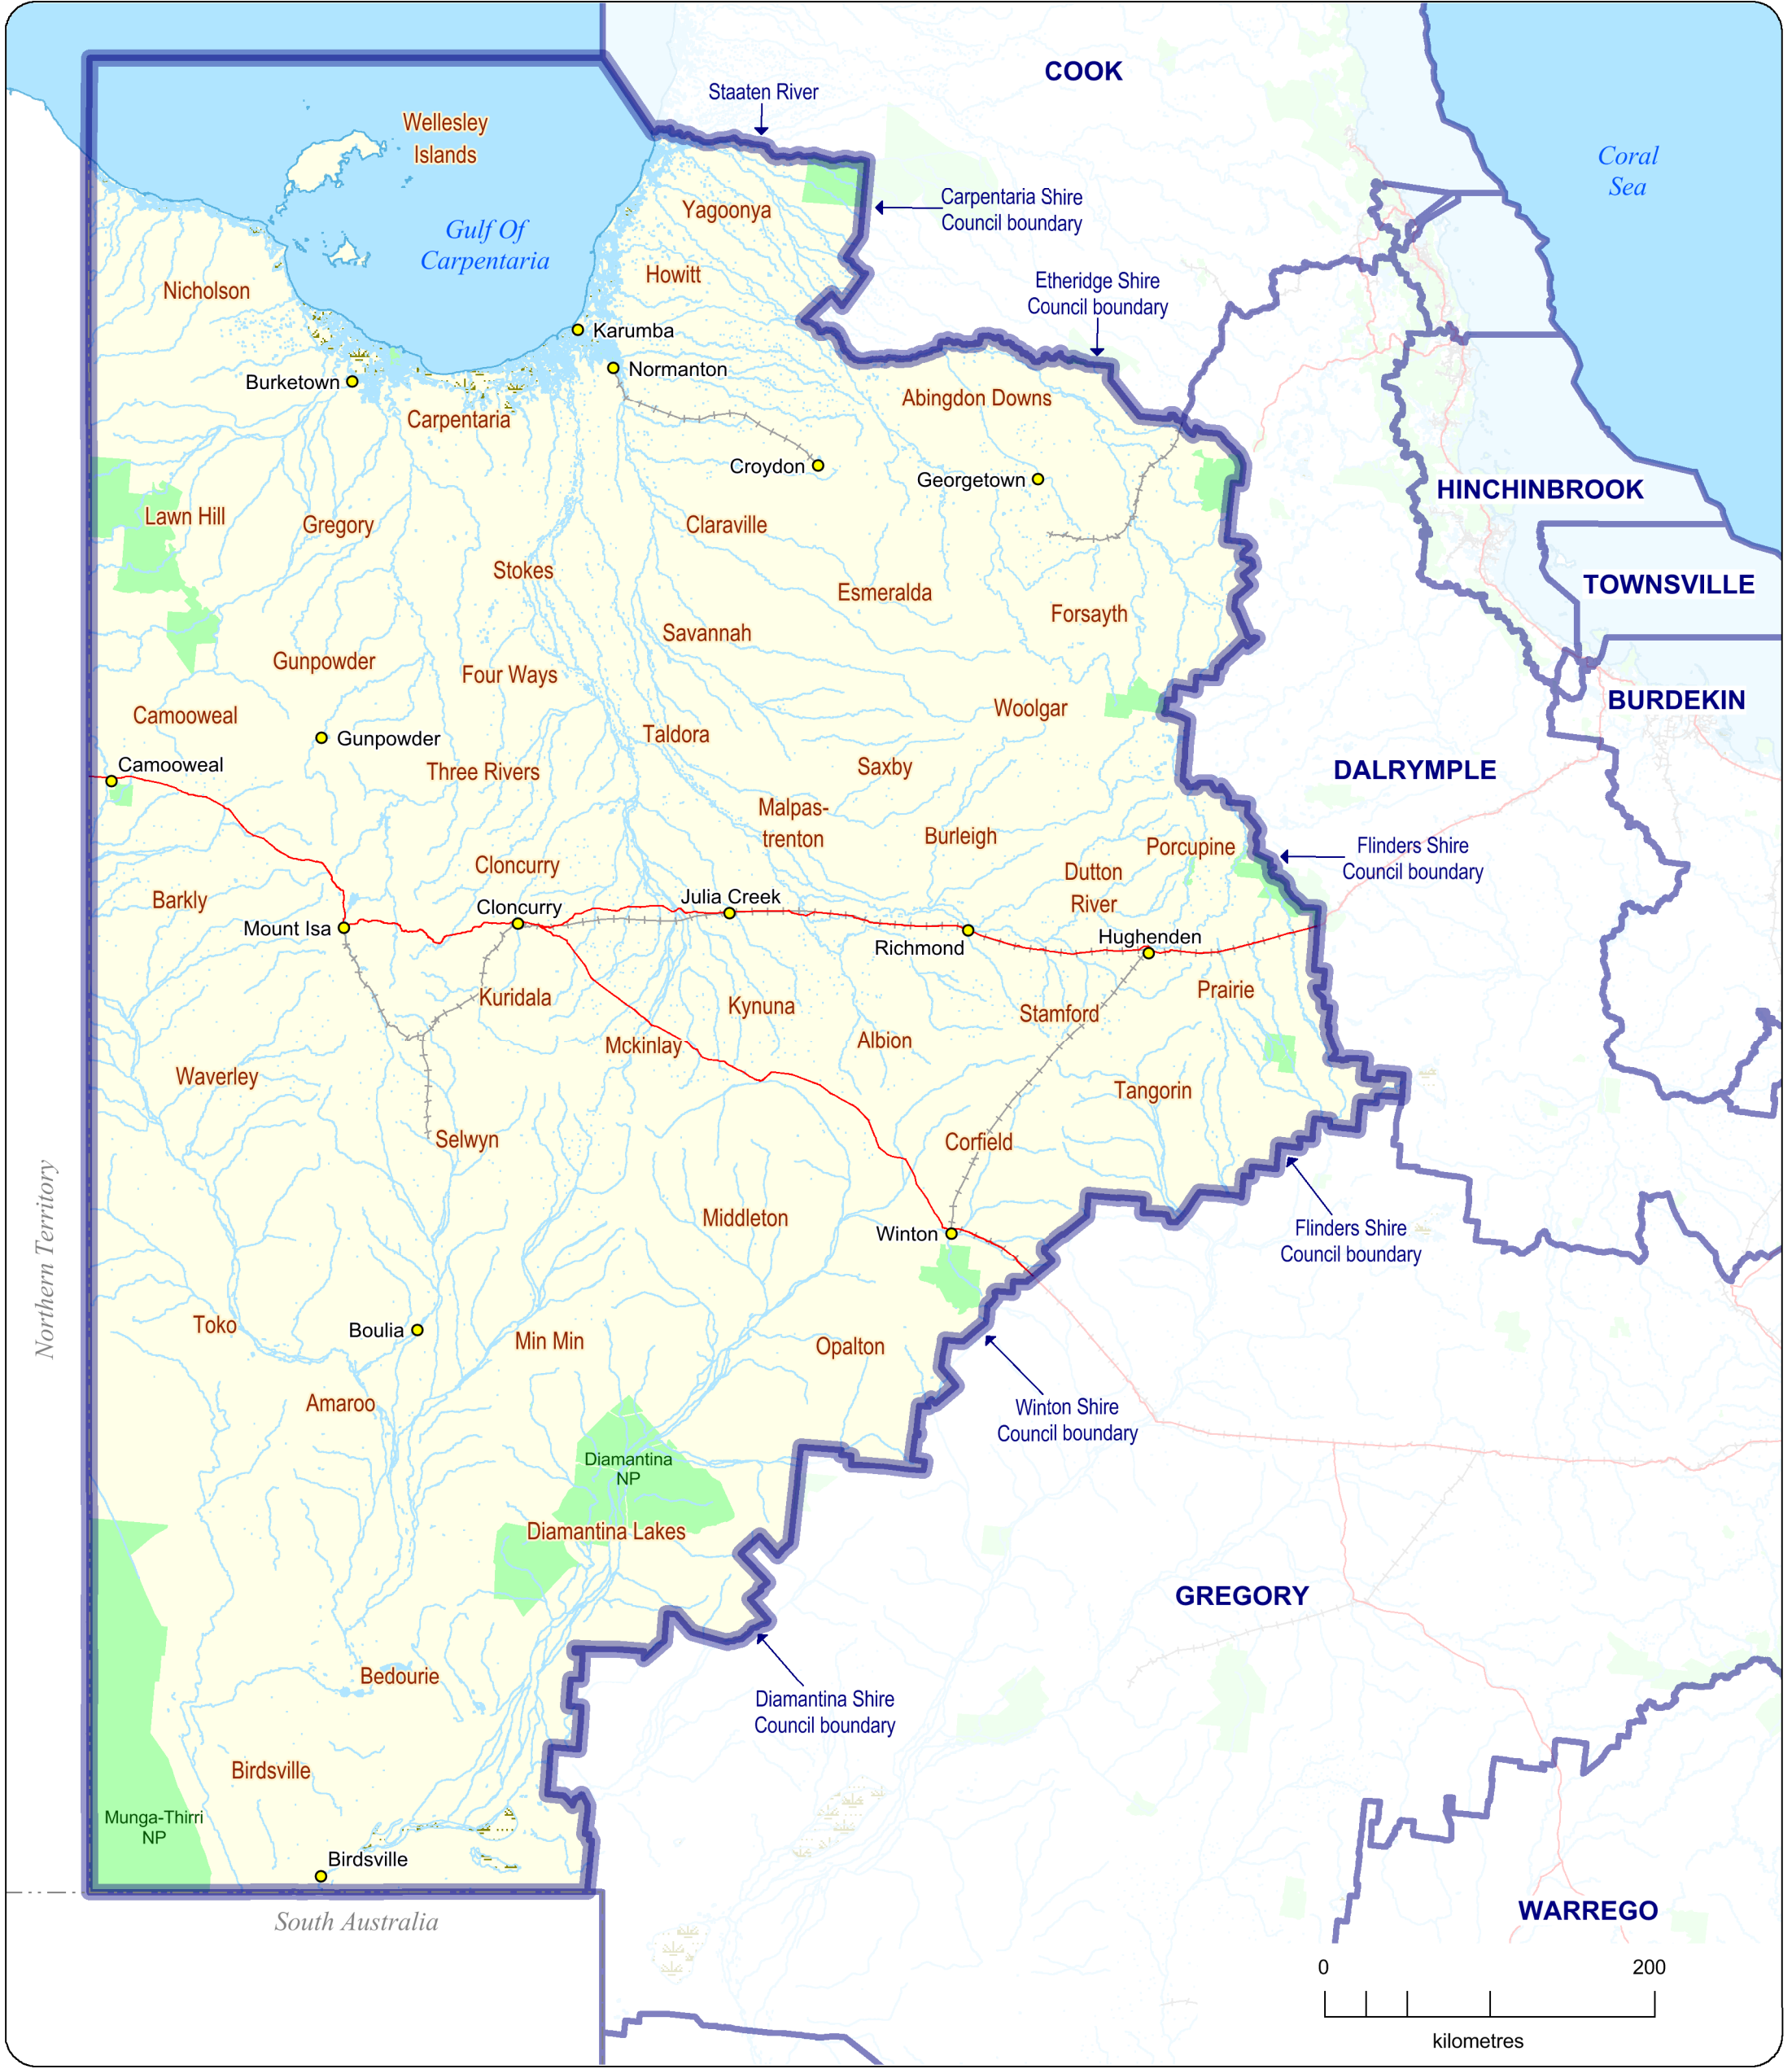 COOK
Staaten River
Wellesley
Islands
Coral
Sea
Carpentaria Shire
Council boundary
Yagoonya
Gulf Of
Carpentaria
Howitt
Etheridge Shire
Council boundary
Nicholson
Karumba
Normanton
Burketown
Abingdon Downs
Carpentaria
Croydon
Georgetown
HINCHINBROOK
Lawn Hill
Gregory
Claraville
Stokes
TOWNSVILLE
Esmeralda
Forsayth
Savannah
Gunpowder
Four Ways
BURDEKIN
Woolgar
Camooweal
Taldora
Gunpowder
Camooweal
Three Rivers
Saxby
DALRYMPLE
Malpas-
trenton
Burleigh
Porcupine
Flinders Shire
Council boundary
Cloncurry
Dutton
River
Barkly
Julia Creek
Cloncurry
Mount Isa
Richmond
Hughenden
Kuridala
Kynuna
Prairie
Stamford
Mckinlay
Albion
Waverley
Tangorin
Selwyn
Corfield
Northern Territory
Middleton
Winton
Flinders Shire
Council boundary
Toko
Boulia
Min Min
Opalton
Amaroo
Winton Shire
Council boundary
Diamantina
NP
Diamantina Lakes
GREGORY
Bedourie
Diamantina Shire
Council boundary
Birdsville
Munga-Thirri
NP
Birdsville
South Australia
WARREGO
0 200
kilometres